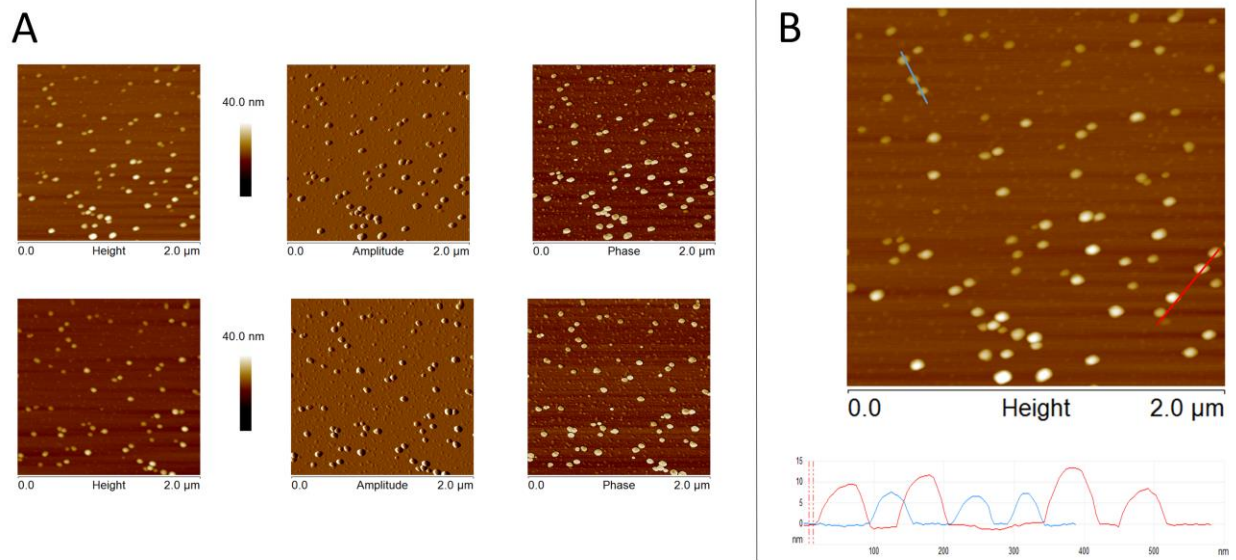 A
40.0 nm
0.0 Height 2.0 µm
0.0 Amplitude 2.0 µm
0.0 Phase 2.0 µm
40.0 nm
0.0 Height 2.0 µm
0.0 Amplitude 2.0 µm
0.0 Phase 2.0 µm
B
0.0 Height 2.0 µm
15
10
5
0
nm
100 200 300 400 500 nm